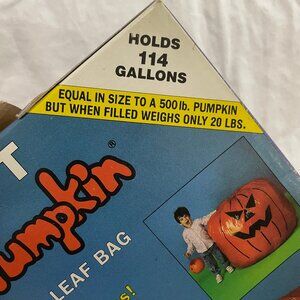 HOLDS
114
GALLONS
EQUAL IN SIZE TO A 500 lb. PUMPKIN
BUT WHEN FILLED WEIGHS ONLY 20 LBS.
®
LEAF BAG